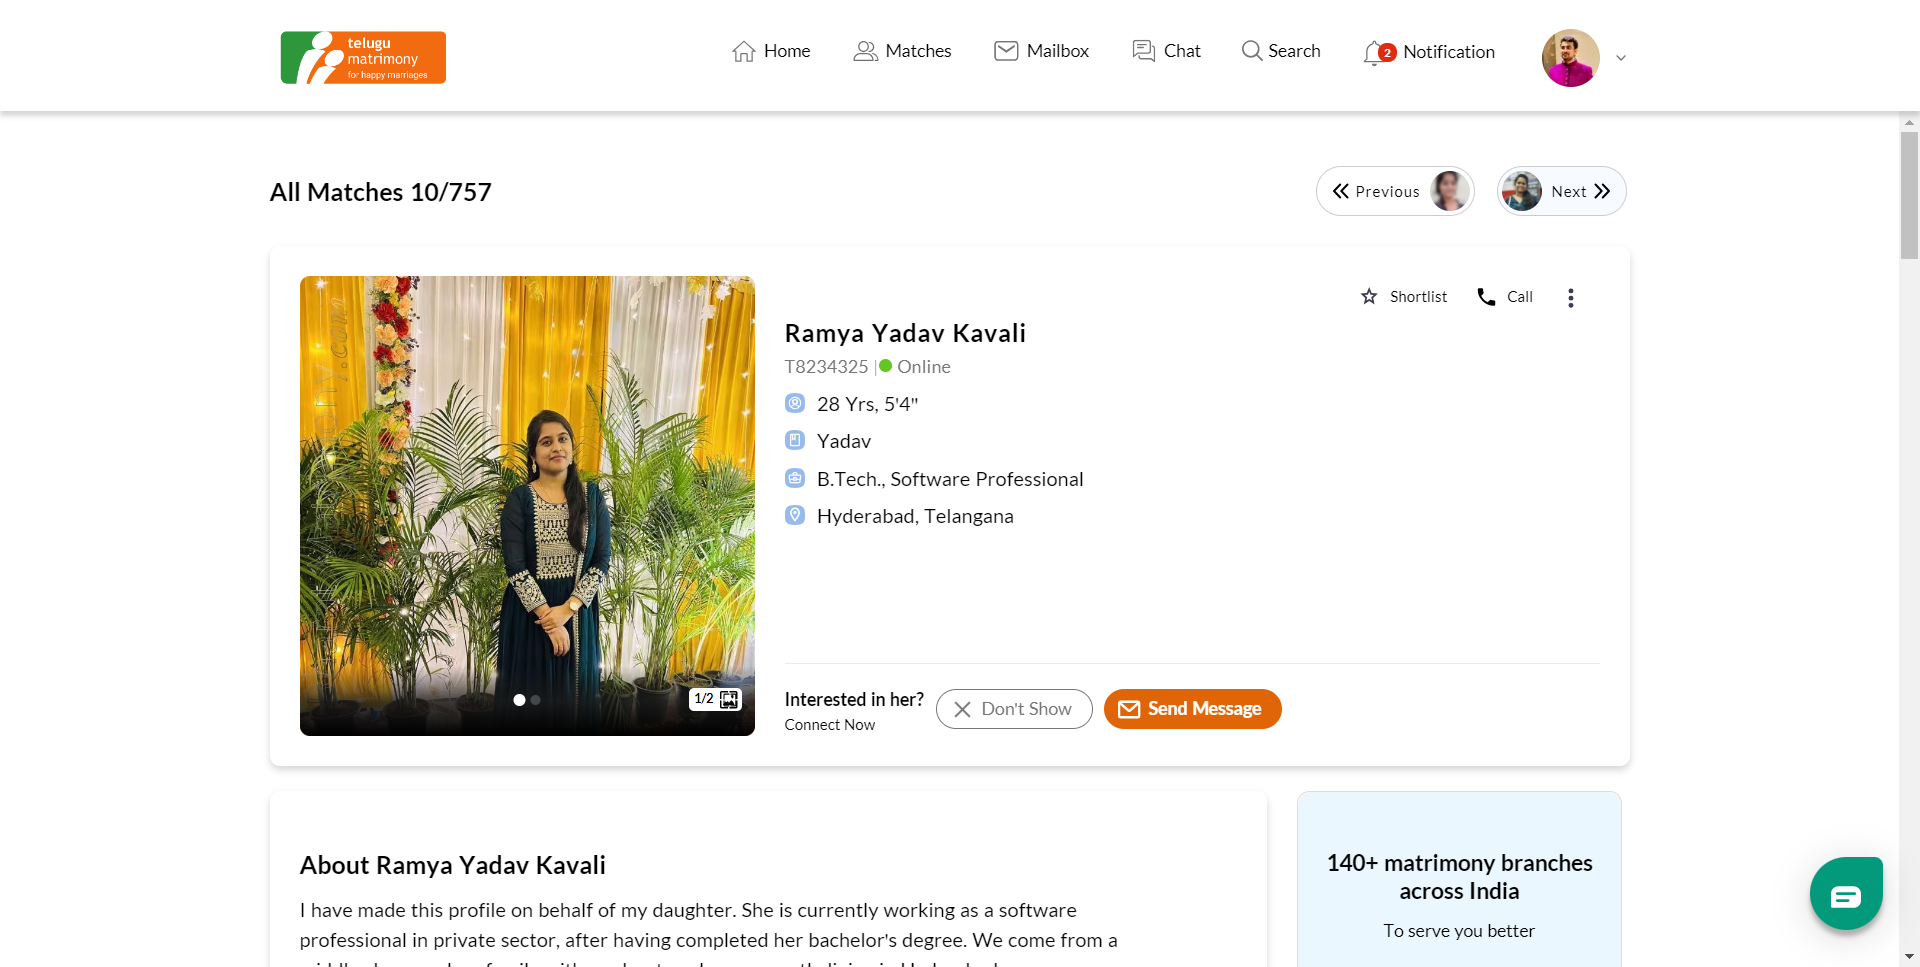 telugu
matrimony
for happy marriages
Home
Matches
Mailbox
Chat
Search
2
Notification
All Matches 10/757
Previous
Next
Shortlist
Call
Ramya Yadav Kavali
T8234325 | Online
28 Yrs, 5'4"
Yadav
B.Tech., Software Professional
Hyderabad, Telangana
1/2
Interested in her?
Connect Now
Don't Show
Send Message
About Ramya Yadav Kavali
I have made this profile on behalf of my daughter. She is currently working as a software
professional in private sector, after having completed her bachelor's degree. We come from a
140+ matrimony branches
across India
To serve you better